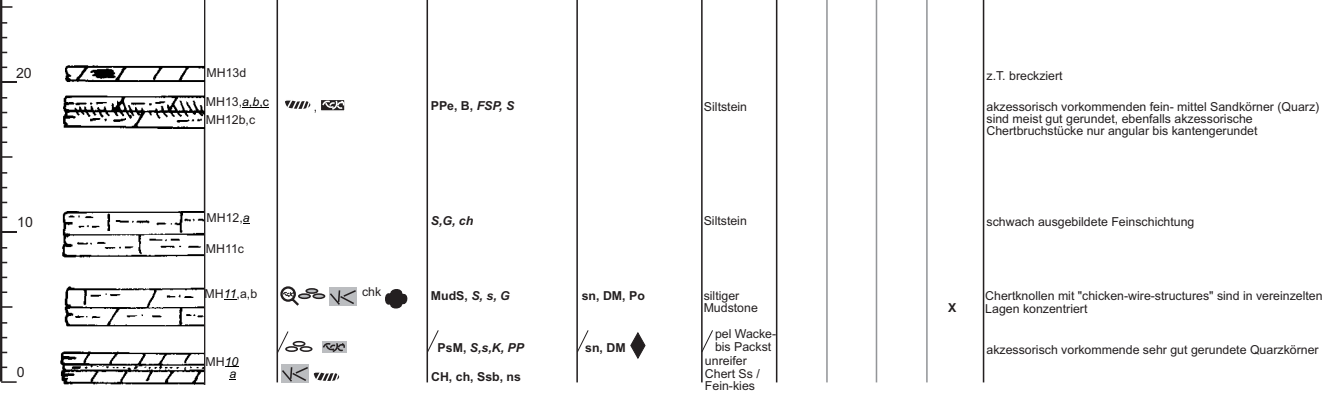 20
MH13d
z.T. breckziert
MH13,a,b,c
,
PPe, B, FSP, S
Siltstein
akzessorisch vorkommenden fein- mittel Sandkörner (Quarz)
MH12b,c
sind meist gut gerundet, ebenfalls akzessorische
Chertbruchstücke nur angular bis kantengerundet
10
MH12,a
S,G, ch
Siltstein
schwach ausgebildete Feinschichtung
MH11c
MH11,a,b
chk
MudS, S, s, G
sn, DM, Po
siltiger
Mudstone
X
Chertknollen mit "chicken-wire-structures" sind in vereinzelten
Lagen konzentriert
PsM, S,s,K, PP
sn, DM
pel Wacke-
bis Packst
akzessorisch vorkommende sehr gut gerundete Quarzkörner
0
MH10
a
CH, ch, Ssb, ns
unreifer
Chert Ss /
Fein-kies